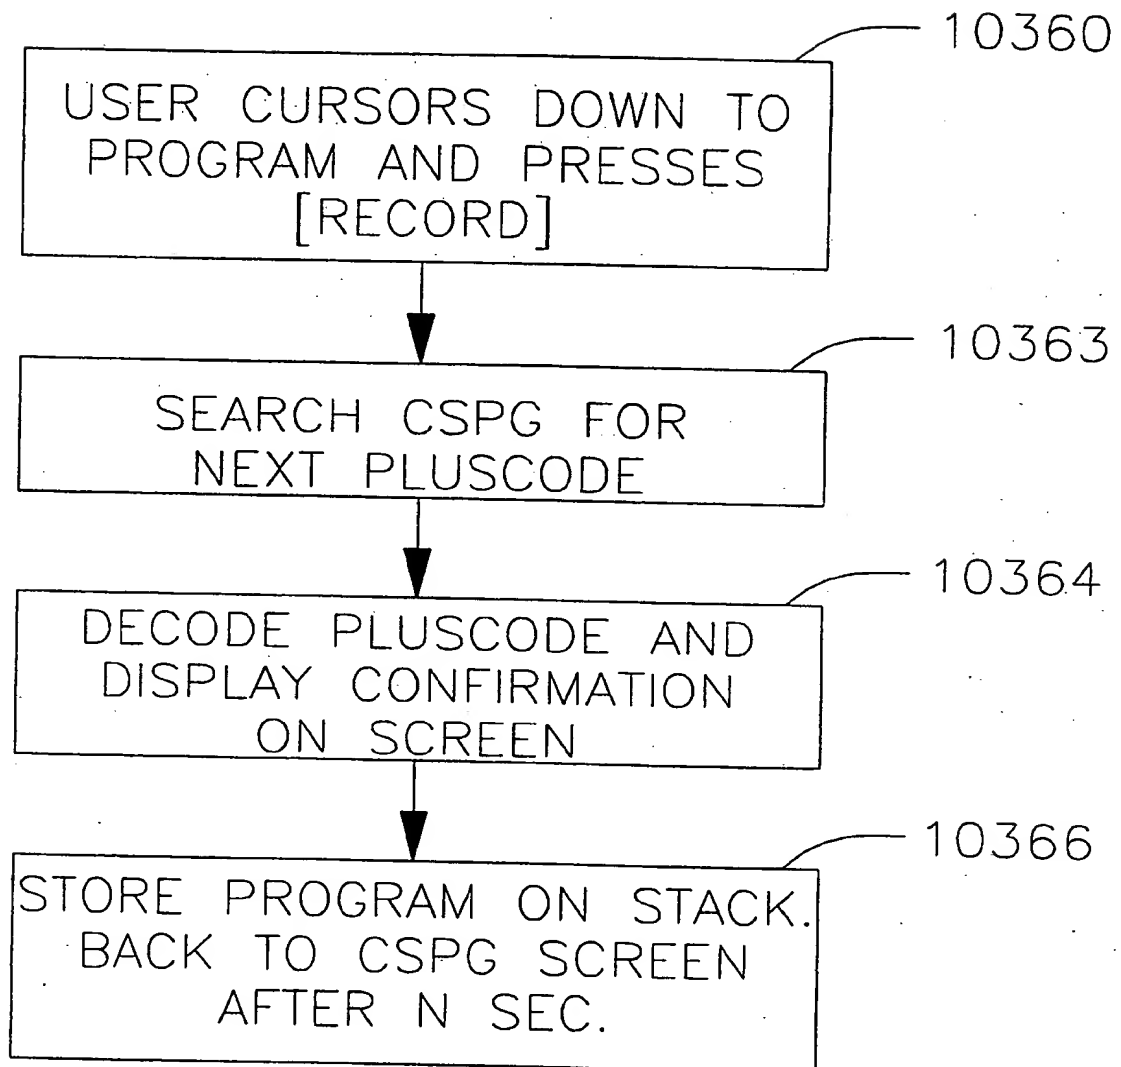 10360
USER CURSORS DOWN TO
PROGRAM AND PRESSES
[RECORD]
10363
SEARCH CSPG FOR
NEXT PLUSCODE
10364
DECODE PLUSCODE AND
DISPLAY CONFIRMATION
ON SCREEN
10366
STORE PROGRAM ON STACK.
BACK TO CSPG SCREEN
AFTER N SEC.